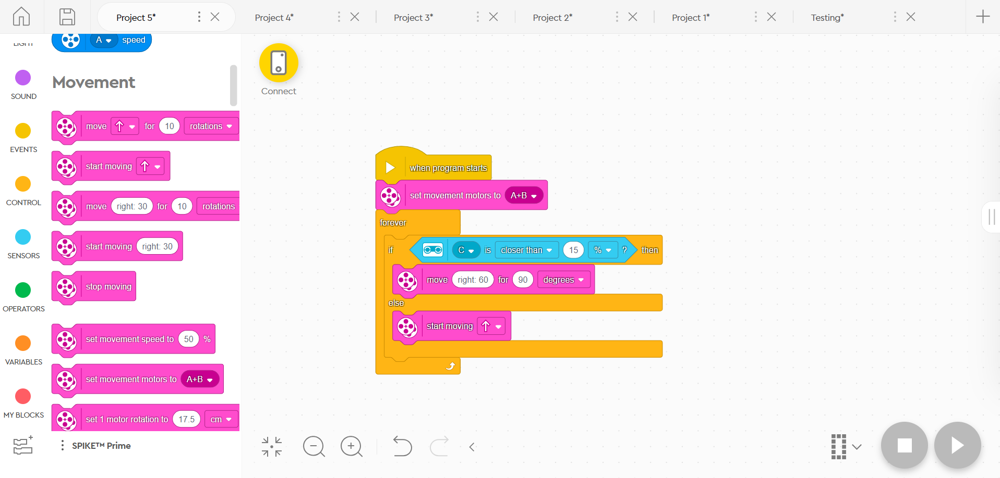 Project 5*
Project 4*
Project 3*
Project 2*
Project 1*
Testing*
LIGHT
SOUND
EVENTS
CONTROL
SENSORS
OPERATORS
VARIABLES
MY BLOCKS
A speed
Movement
move for 10 rotations
start moving
move right: 30 for 10 rotations
start moving right: 30
stop moving
set movement speed to 50 %
set movement motors to A+B
set 1 motor rotation to 17.5 cm
SPIKE™ Prime
Connect
when program starts
set movement motors to A+B
forever
if C is closer than 15 % ? then
move right: 60 for 90 degrees
else
start moving